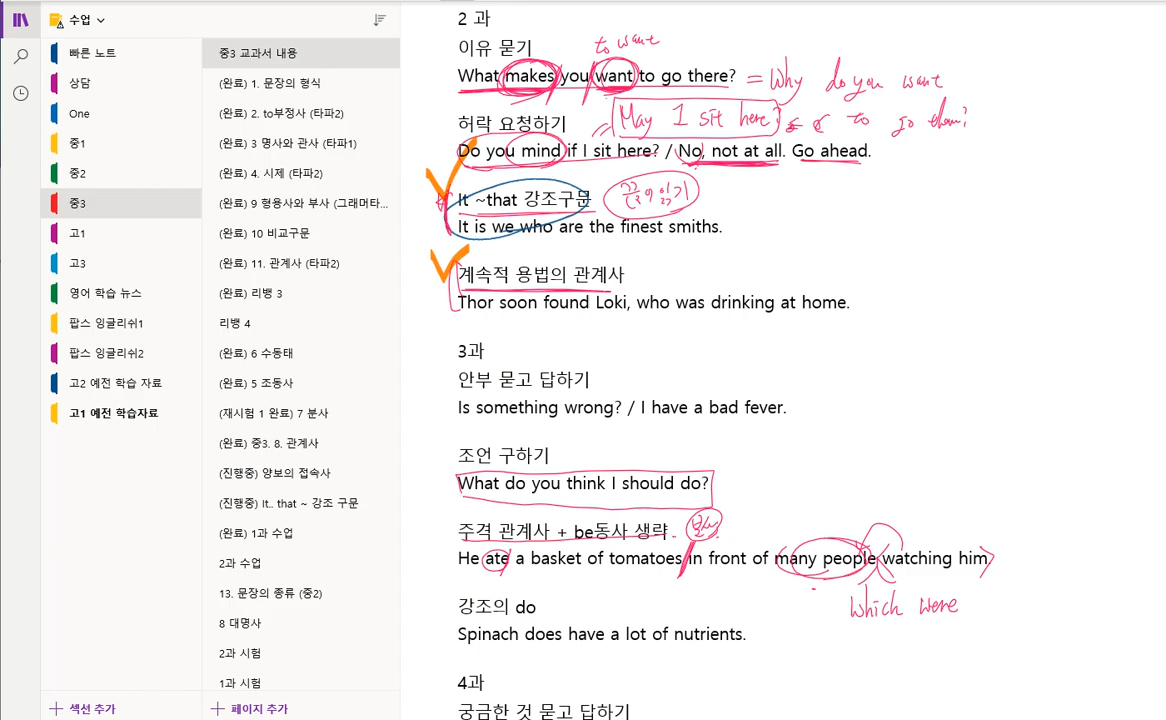 수업
빠른 노트
상담
One
중1
중2
중3
고1
고3
영어 학습 뉴스
팝스 잉글리쉬1
팝스 잉글리쉬2
고2 예전 학습 자료
고1 예전 학습자료
섹션 추가
중3 교과서 내용
(완료) 1. 문장의 형식
(완료) 2. to부정사 (타파2)
(완료) 3 명사와 관사 (타파1)
(완료) 4. 시제 (타파2)
(완료) 9 형용사와 부사 (그래머타...
(완료) 10 비교구문
(완료) 11. 관계사 (타파2)
(완료) 리뱅 3
리뱅 4
(완료) 6 수동태
(완료) 5 조동사
(재시험 1 완료) 7 분사
(완료) 중3. 8. 관계사
(진행중) 양보의 접속사
(진행중) It.. that ~ 강조 구문
(완료) 1과 수업
2과 수업
13. 문장의 종류 (중2)
8 대명사
2과 시험
1과 시험
페이지 추가
2 과
이유 묻기
to want
What makes you want to go there? = Why do you want
허락 요청하기
May I sit here?
to go
Do you mind if I sit here? / No, not at all. Go ahead.
It ~that 강조구문
It is we who are the finest smiths.
계속적 용법의 관계사
Thor soon found Loki, who was drinking at home.
3과
안부 묻고 답하기
Is something wrong? / I have a bad fever.
조언 구하기
What do you think I should do?
주격 관계사 + be동사 생략
분사
He ate a basket of tomatoes in front of many people watching him
which were
강조의 do
Spinach does have a lot of nutrients.
4과
궁금한 것 묻고 답하기